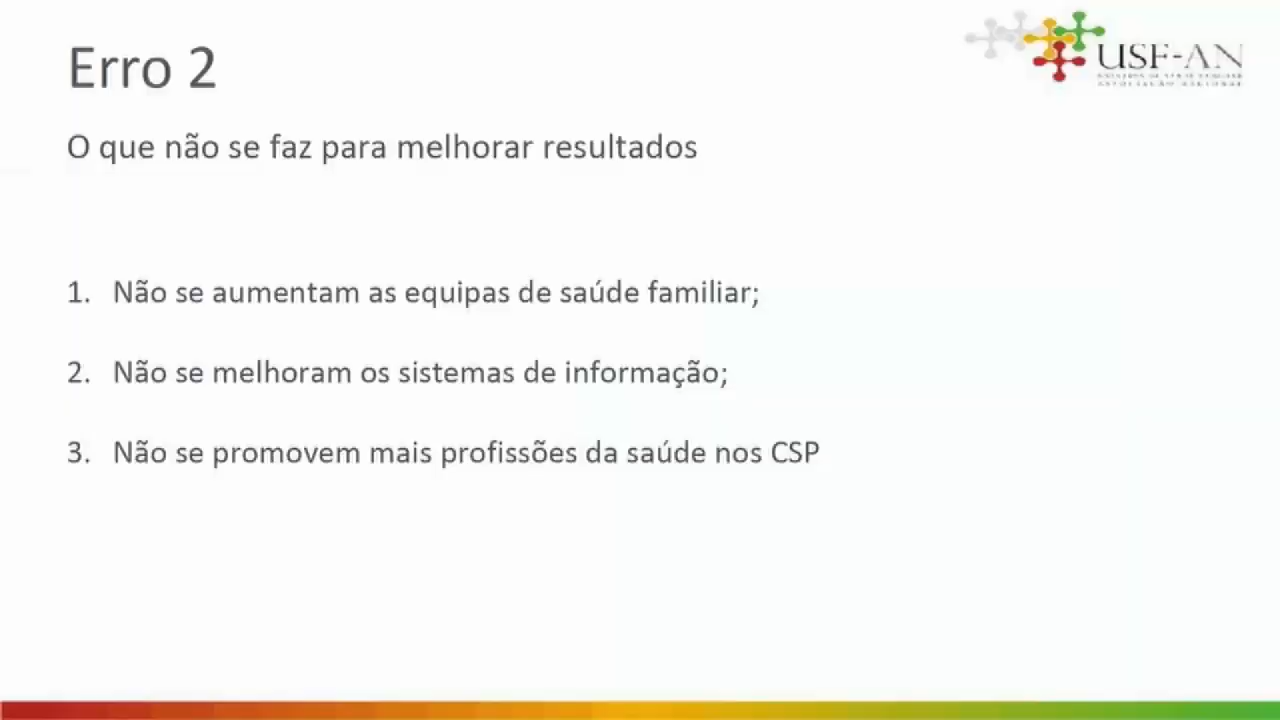 Erro 2
USF-AN
O que não se faz para melhorar resultados
1. Não se aumentam as equipas de saúde familiar;
2. Não se melhoram os sistemas de informação;
3. Não se promovem mais profissões da saúde nos CSP